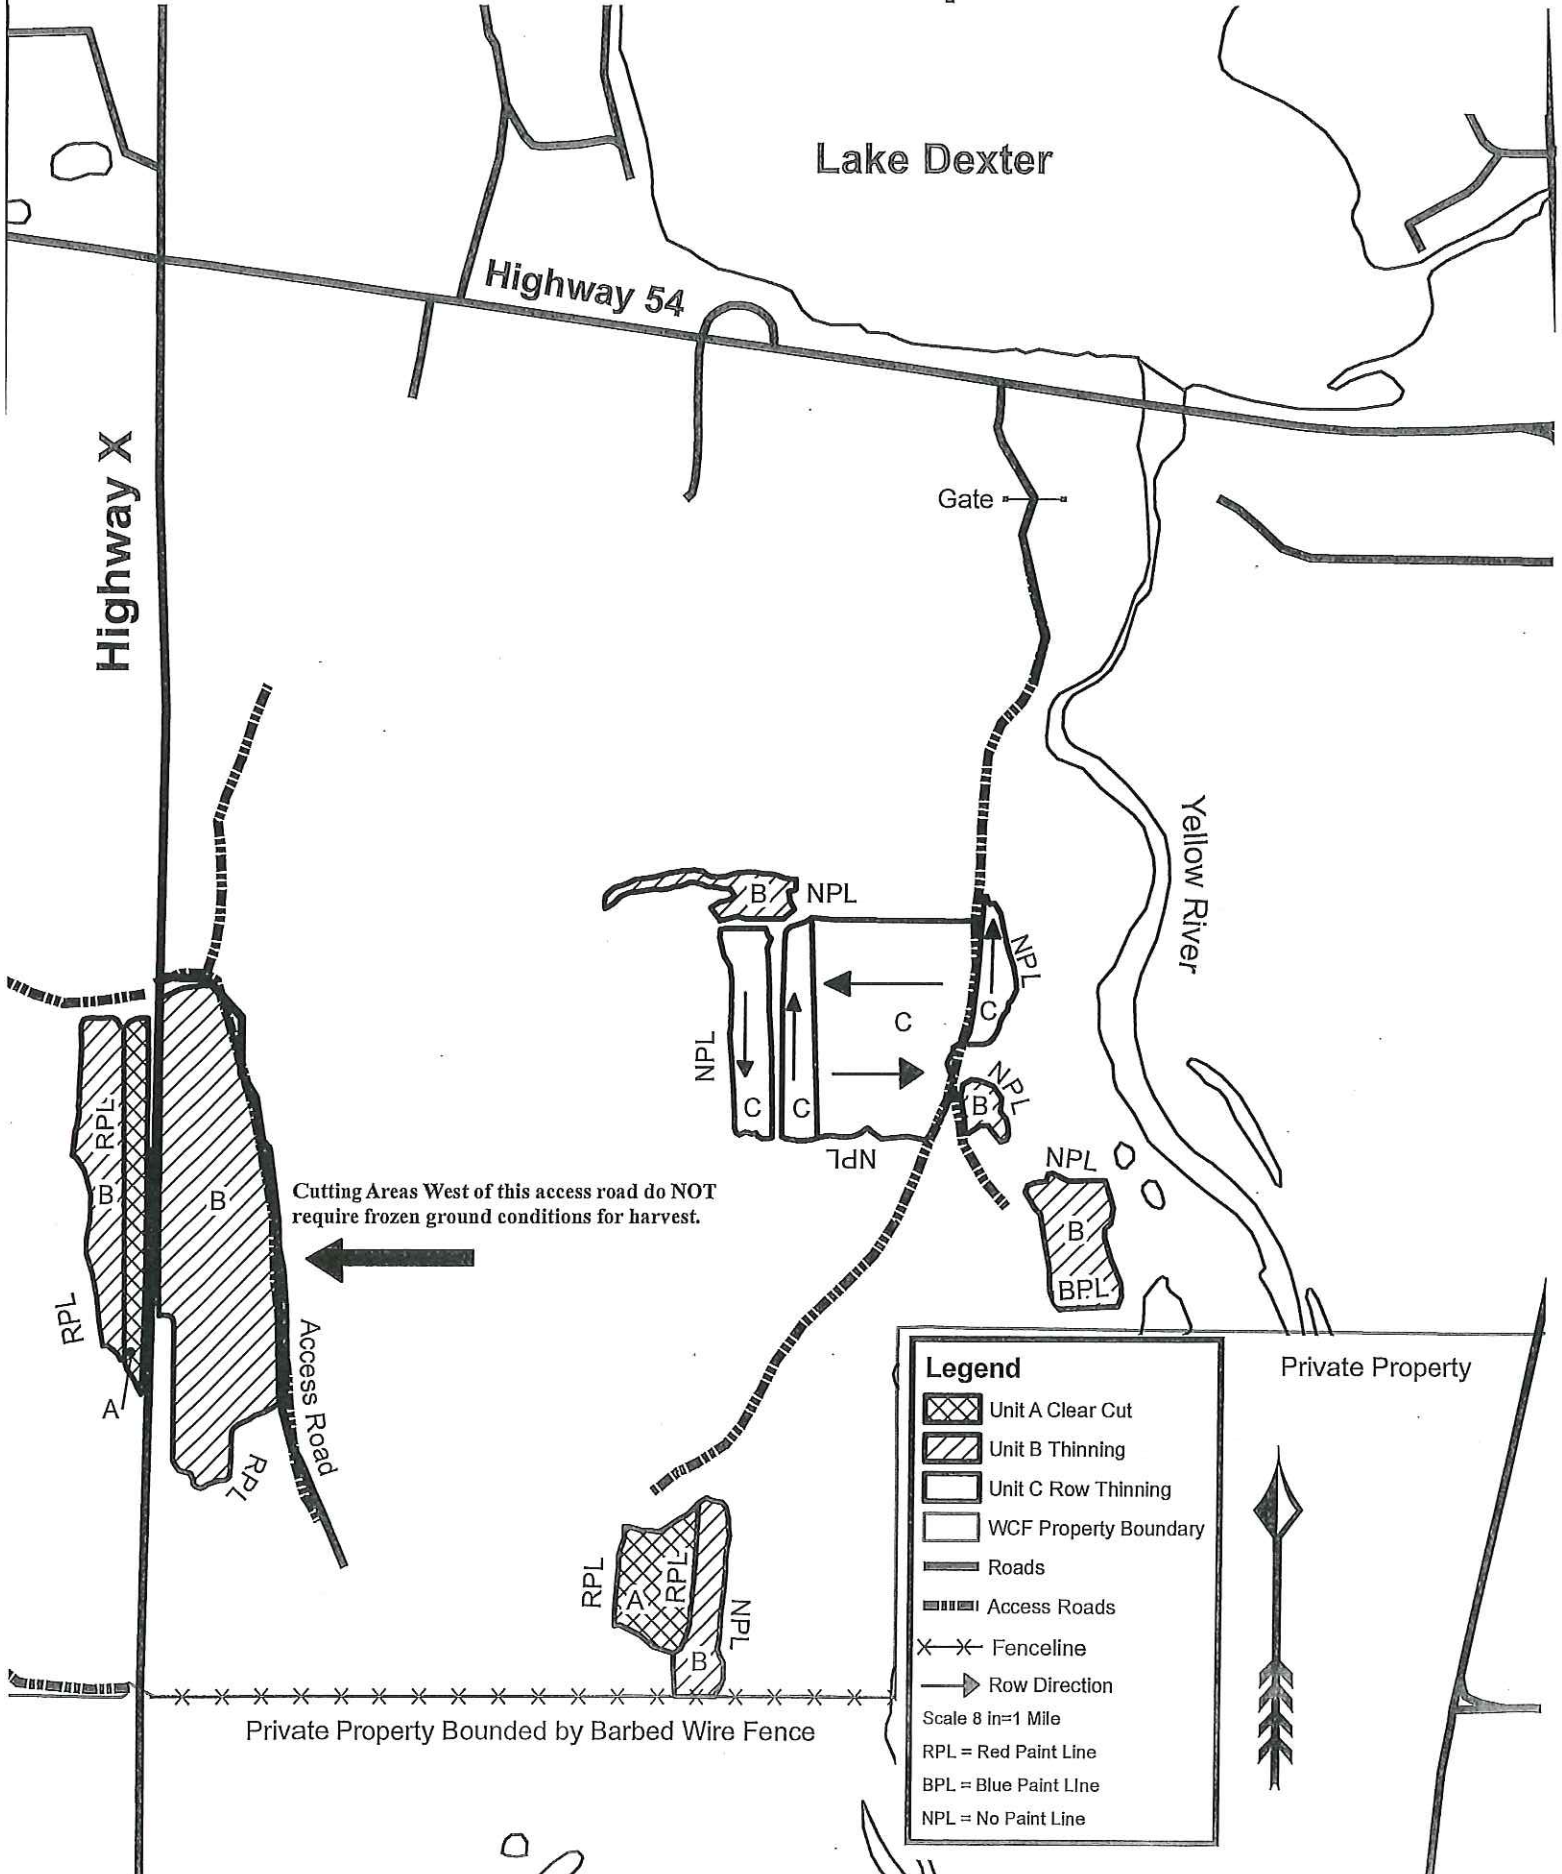 Lake Dexter
Highway 54
Highway X
Gate
Yellow River
B
NPL
NPL
C
C
NPL
C
C
NPL
B
NPL
NPL
B
BPL
RPL
B
B
RPL
A
RPL
Access Road
Cutting Areas West of this access road do NOT
require frozen ground conditions for harvest.
RPL
A
RPL
NPL
B
Private Property Bounded by Barbed Wire Fence
Private Property
Legend
Unit A Clear Cut
Unit B Thinning
Unit C Row Thinning
WCF Property Boundary
Roads
Access Roads
Fenceline
Row Direction
Scale 8 in=1 Mile
RPL = Red Paint Line
BPL = Blue Paint LIne
NPL = No Paint Line